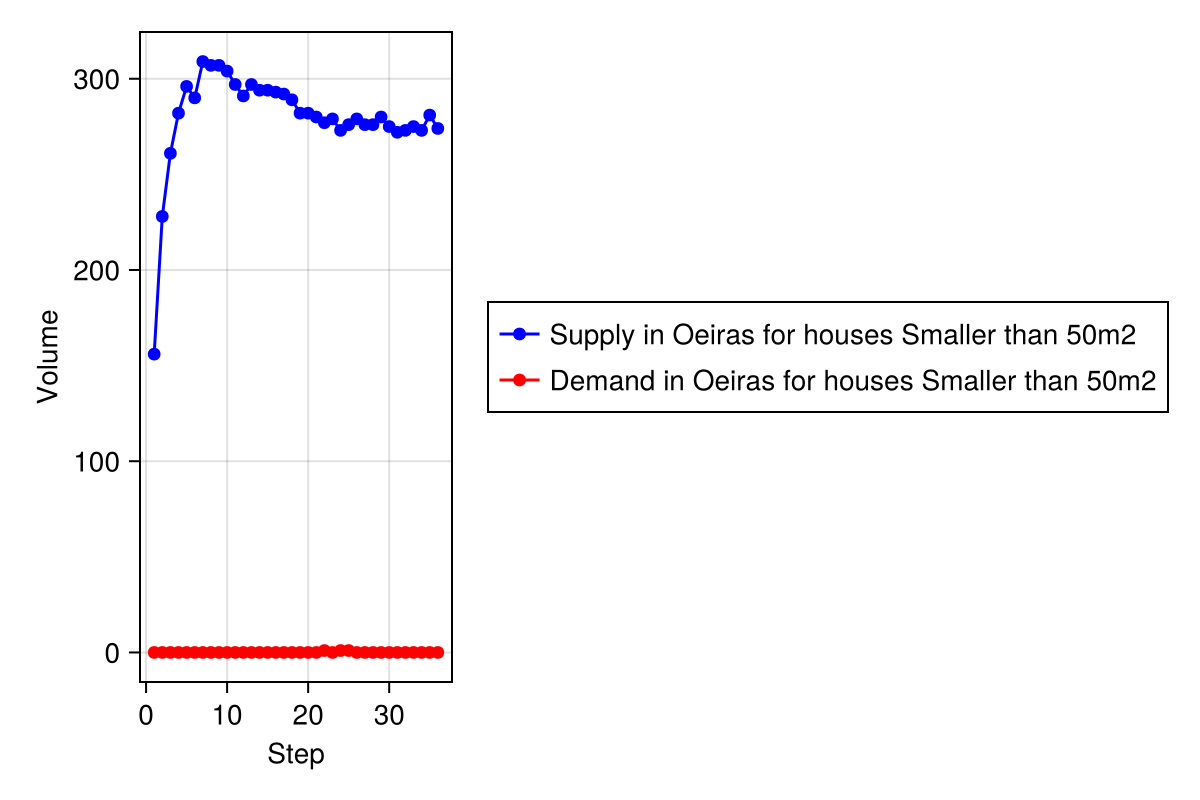 300
200
100
0
Volume
0 10 20 30
Step
Supply in Oeiras for houses Smaller than 50m2
Demand in Oeiras for houses Smaller than 50m2